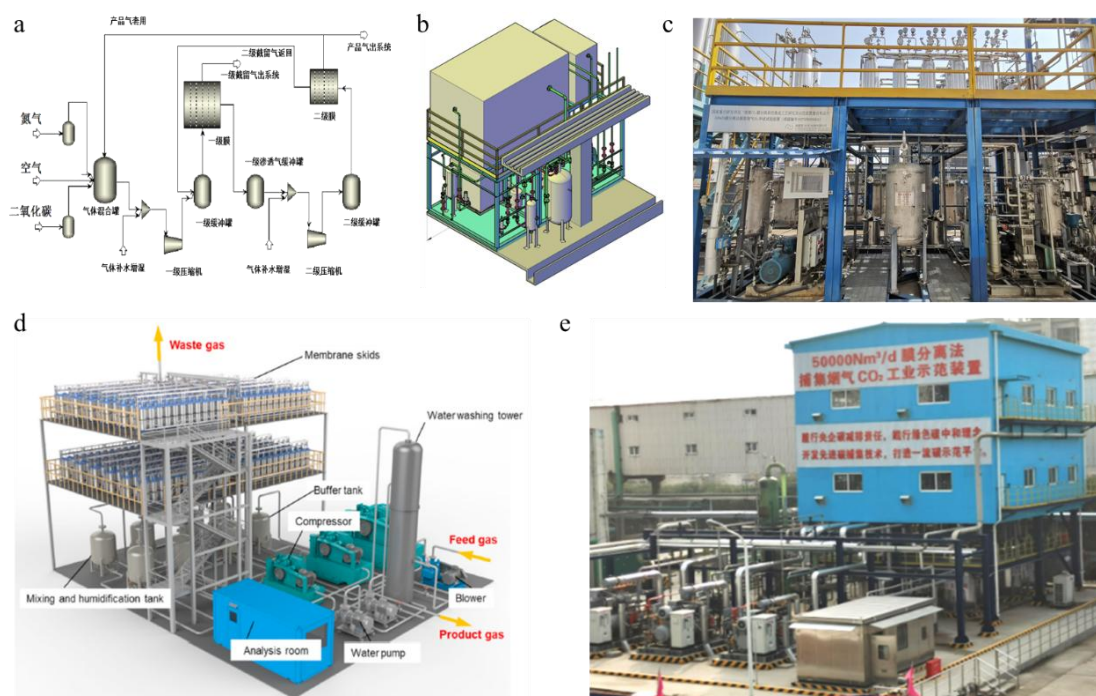 a
产品气套用
产品气出系统
二级截留气返回
一级截留气出系统
二级膜
氮气
一级膜
空气
一级渗透气缓冲罐
二氧化碳
气体混合罐
一级缓冲罐
二级缓冲罐
气体补水增湿
一级压缩机
气体补水增湿
二级压缩机
b
c
d
Waste gas
Membrane skids
Water washing tower
Buffer tank
Compressor
Feed gas
Mixing and humidification tank
Blower
Product gas
Analysis room
Water pump
e
50000Nm³/d 膜分离法
捕集烟气CO₂工业示范装置
履行央企碳减排责任,践行绿色碳中和理念
开发先进碳捕集技术,打造一流碳示范平台